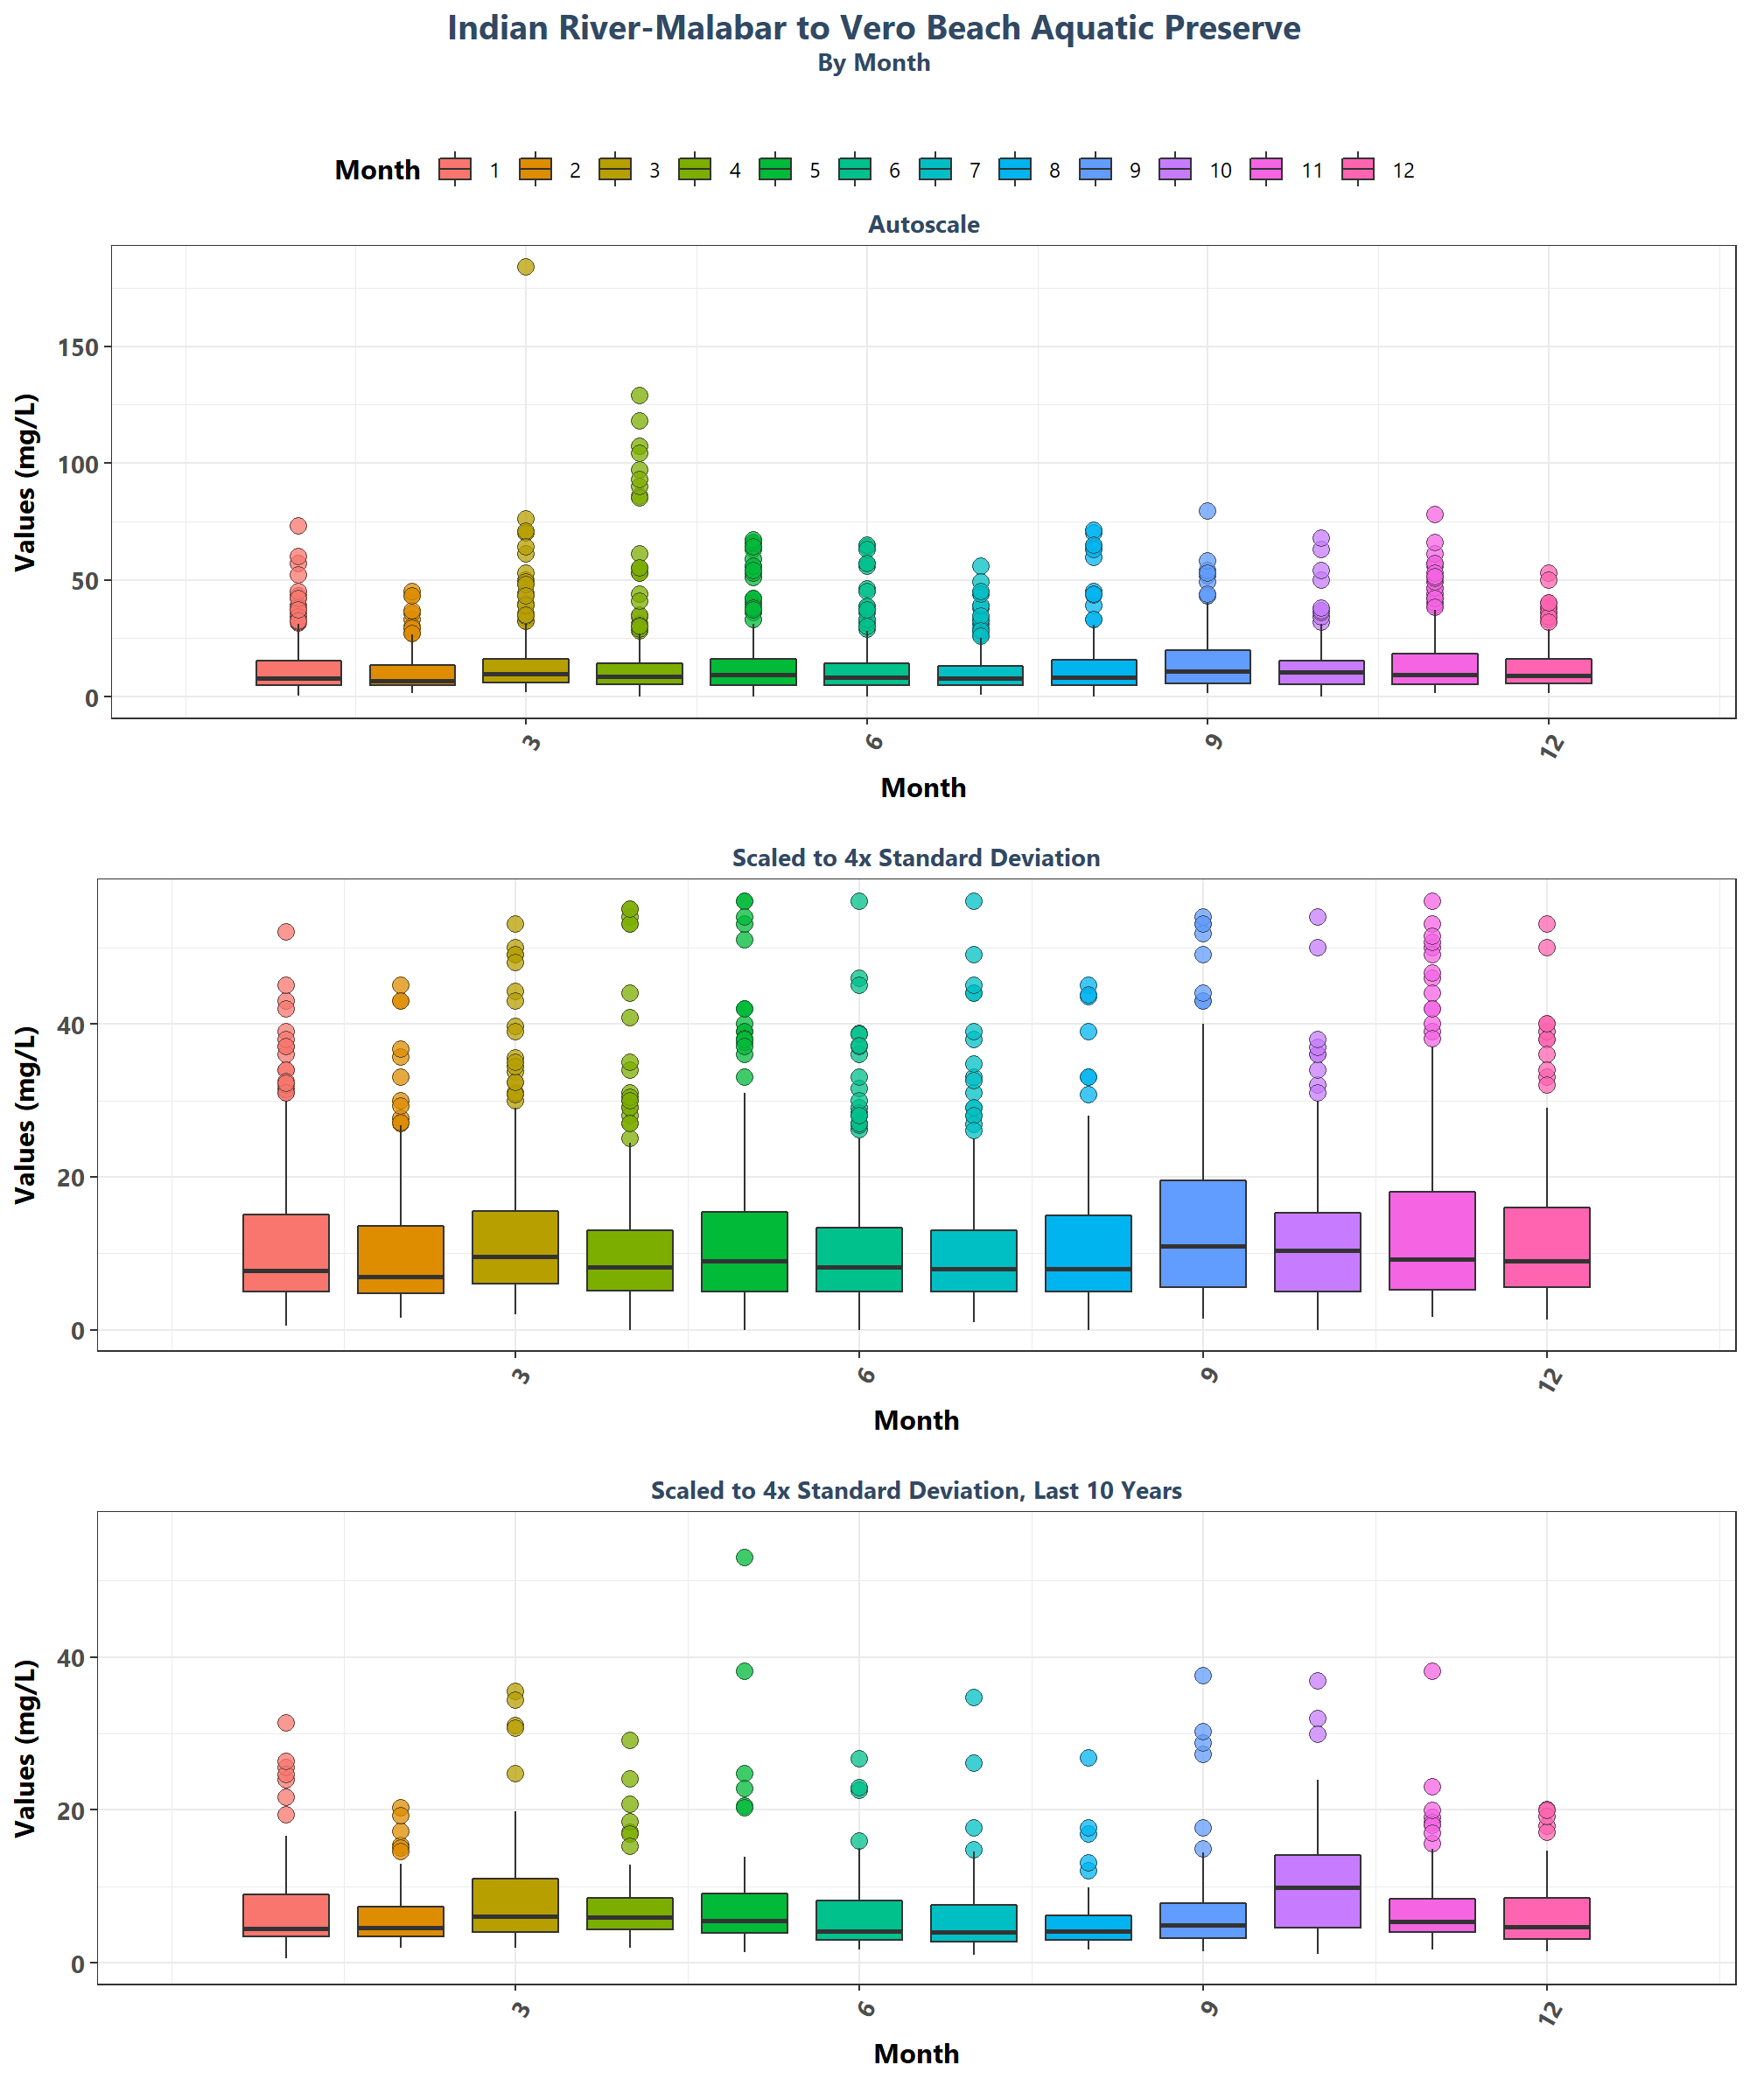 Indian River-Malabar to Vero Beach Aquatic Preserve
By Month
Month 1 2 3 4 5 6 7 8 9 10 11 12
Autoscale
Values (mg/L)
150
100
50
0
3 6 9 12
Month
Scaled to 4x Standard Deviation
Values (mg/L)
40
20
0
3 6 9 12
Month
Scaled to 4x Standard Deviation, Last 10 Years
Values (mg/L)
40
20
0
3 6 9 12
Month